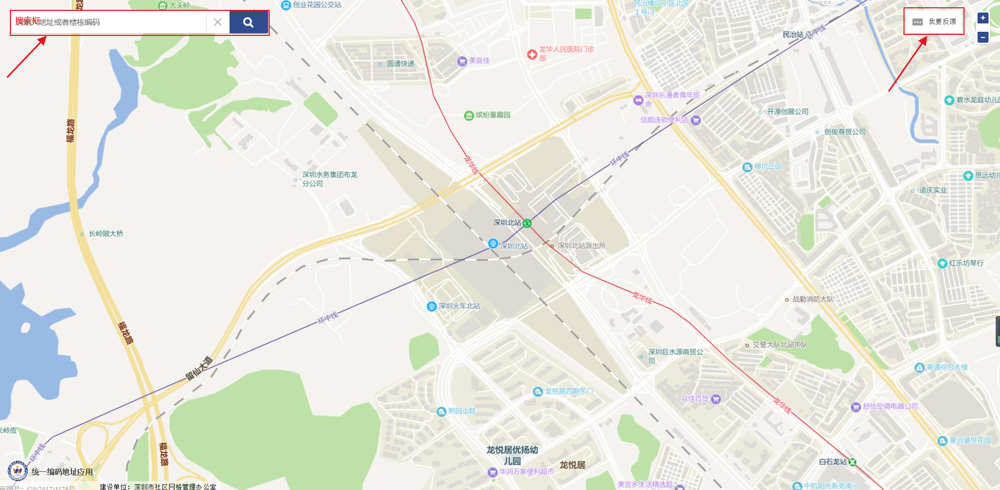 大头岭
创业花园公交站
民治樟坑小区北区
1号门
搜索框
请输入地址或者楼栋编码
我要反馈
+
−
民治站
环中线
龙华人民医院门诊
部
美宜佳
圆通快递
深圳乐漫者青年旅
舍
碧水龙庭幼儿园
缤纷童趣园
信顺连锁便利店
开源创展公司
福龙路
创俊商贸公司
龙华线
环中线
樟坑三区
深圳水务集团布龙
分公司
思远幼儿
迪庆实业
深圳北站
长岭陂大桥
深圳北站
深圳北站派出所
红乐坊琴行
龙华线
战勤消防大队
深圳火车北站
环中线
福龙路
交警大队北站中队
深圳巨水源商贸公
司
留仙大道
粤通综合大楼
龙悦居四期东门
众佳百货
龙华线
舒怡空调电器公司
熙园山院
长岭皮
环中线
星河盛世花园
龙悦居优扬幼
儿园
福龙路
白石龙站
龙悦居
统一编码地址应用
华润万家便利超市
美宜多生活精选超
中航阳光新苑南门
建设单位：深圳市社区网格管理办公室
审图号：GS(2017)3179号